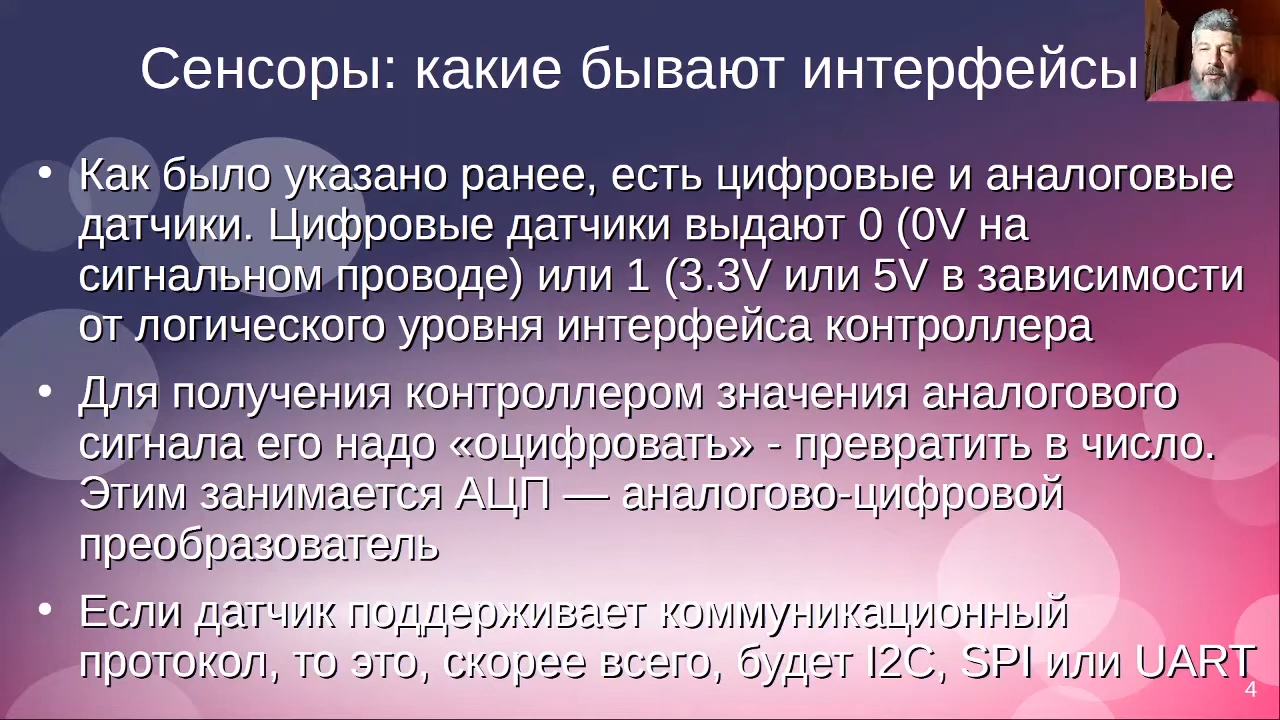 Сенсоры: какие бывают интерфейсы
• Как было указано ранее, есть цифровые и аналоговые
датчики. Цифровые датчики выдают 0 (0V на
сигнальном проводе) или 1 (3.3V или 5V в зависимости
от логического уровня интерфейса контроллера
• Для получения контроллером значения аналогового
сигнала его надо «оцифровать» - превратить в число.
Этим занимается АЦП — аналогово-цифровой
преобразователь
• Если датчик поддерживает коммуникационный
протокол, то это, скорее всего, будет I2C, SPI или UART
4